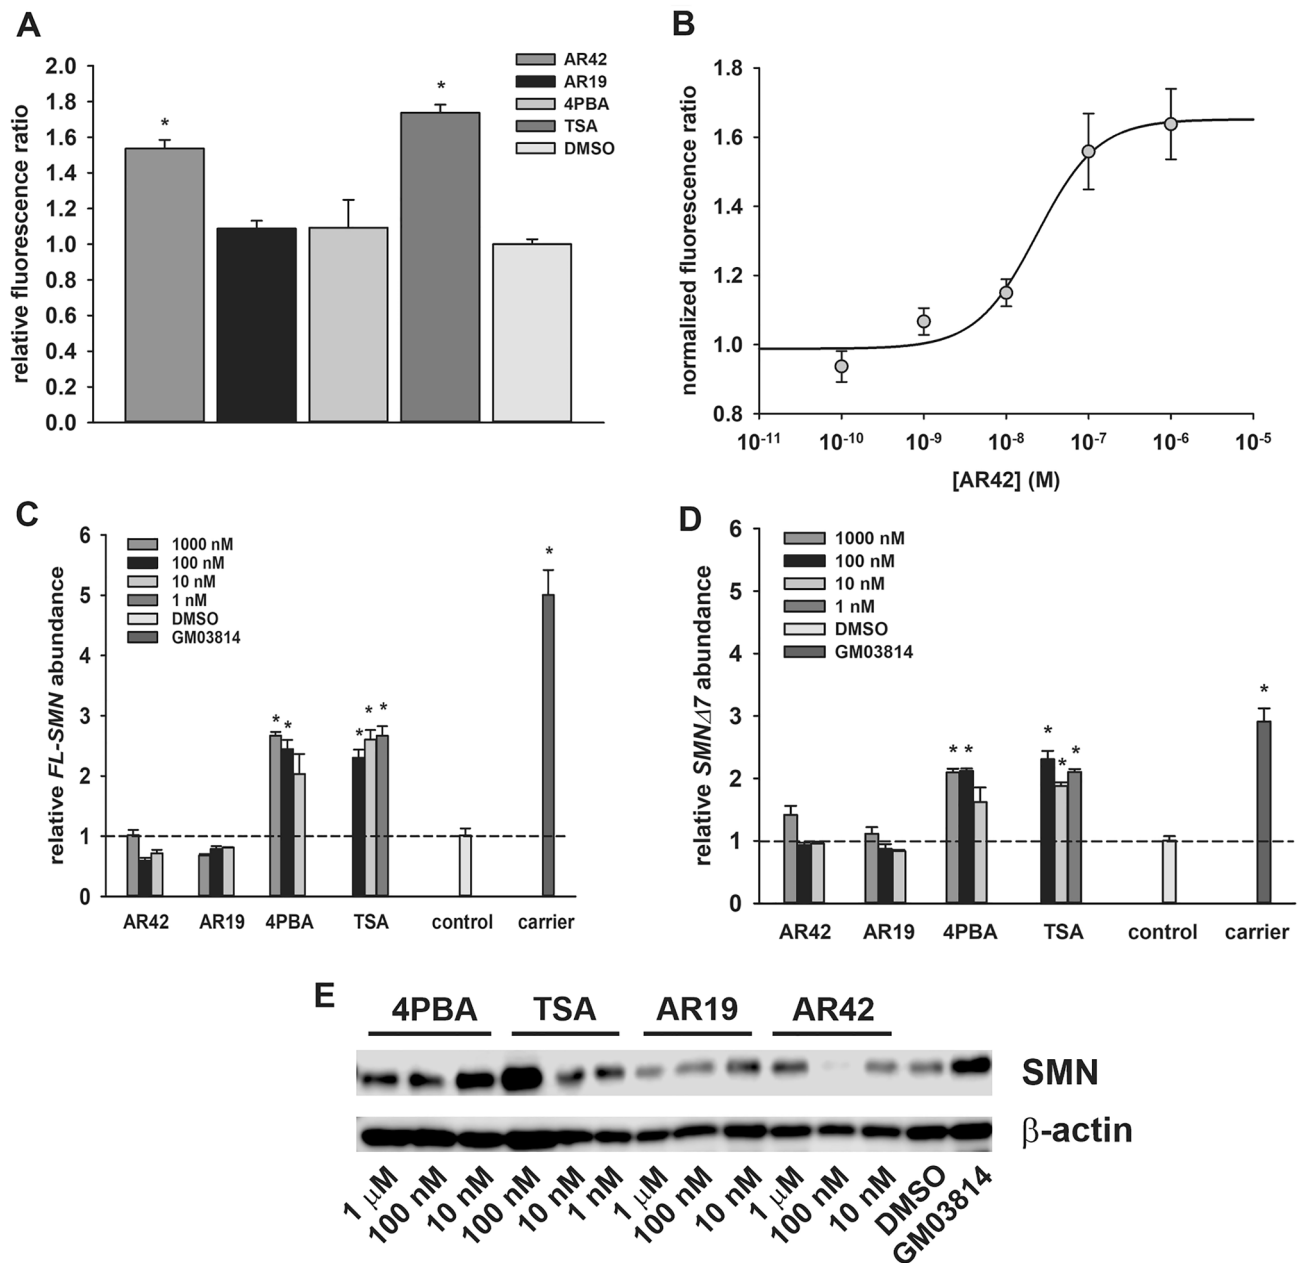 A
relative fluorescence ratio
2.0
1.8
1.6
1.4
1.2
1.0
0.8
0.6
0.4
0.2
0.0
*
*
AR42
AR19
4PBA
TSA
DMSO
B
normalized fluorescence ratio
1.8
1.6
1.4
1.2
1.0
0.8
10⁻¹¹ 10⁻¹⁰ 10⁻⁹ 10⁻⁸ 10⁻⁷ 10⁻⁶ 10⁻⁵
[AR42] (M)
C
relative FL-SMN abundance
6
5
4
3
2
1
0
1000 nM
100 nM
10 nM
1 nM
DMSO
GM03814
* * * * * *
AR42 AR19 4PBA TSA control carrier
D
relative SMNΔ7 abundance
6
5
4
3
2
1
0
1000 nM
100 nM
10 nM
1 nM
DMSO
GM03814
* * * * * *
AR42 AR19 4PBA TSA control carrier
E
4PBA TSA AR19 AR42
SMN
β-actin
1 μM
100 nM
10 nM
100 nM
10 nM
1 nM
1 μM
100 nM
10 nM
1 μM
100 nM
10 nM
DMSO
GM03814